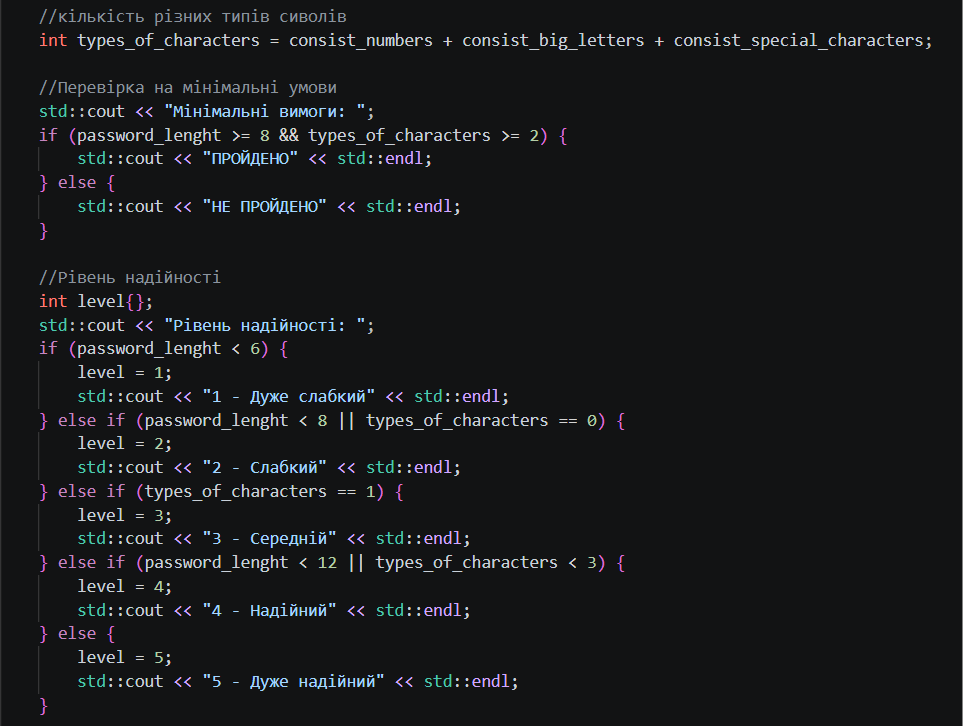 //кількість різних типів сиволів
int types_of_characters = consist_numbers + consist_big_letters + consist_special_characters;

//Перевірка на мінімальні умови
std::cout << "Мінімальні вимоги: ";
if (password_lenght >= 8 && types_of_characters >= 2) {
    std::cout << "ПРОЙДЕНО" << std::endl;
} else {
    std::cout << "НЕ ПРОЙДЕНО" << std::endl;
}

//Рівень надійності
int level{};
std::cout << "Рівень надійності: ";
if (password_lenght < 6) {
    level = 1;
    std::cout << "1 - Дуже слабкий" << std::endl;
} else if (password_lenght < 8 || types_of_characters == 0) {
    level = 2;
    std::cout << "2 - Слабкий" << std::endl;
} else if (types_of_characters == 1) {
    level = 3;
    std::cout << "3 - Середній" << std::endl;
} else if (password_lenght < 12 || types_of_characters < 3) {
    level = 4;
    std::cout << "4 - Надійний" << std::endl;
} else {
    level = 5;
    std::cout << "5 - Дуже надійний" << std::endl;
}